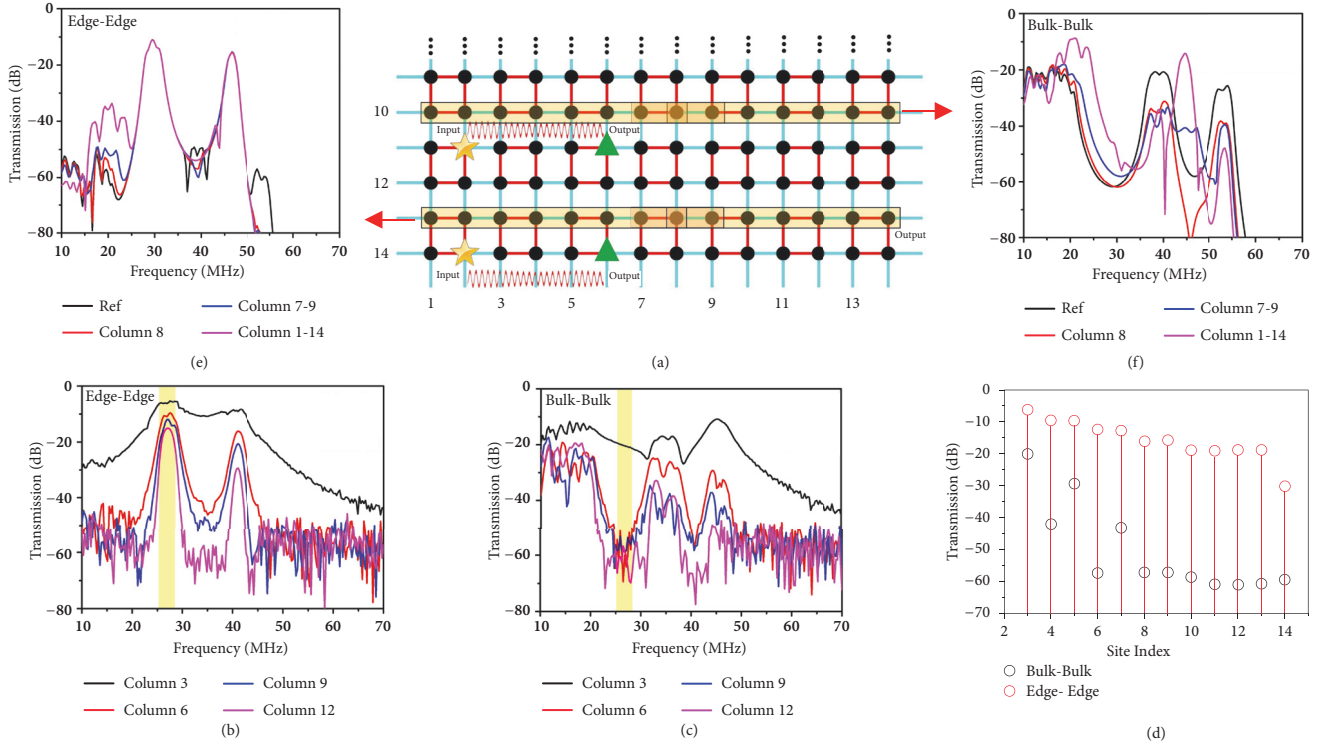 Edge-Edge
0
−20
−40
−60
−80
Transmission (dB)
10 20 30 40 50 60 70
Frequency (MHz)
Ref
Column 7-9
Column 8
Column 1-14
(e)
10
Input
Output
12
Output
14
Input
Output
1 3 5 7 9 11 13
(a)
Bulk-Bulk
0
−20
−40
−60
−80
Transmission (dB)
10 20 30 40 50 60 70
Frequency (MHz)
Ref
Column 7-9
Column 8
Column 1-14
(f)
Edge-Edge
0
−20
−40
−60
−80
Transmission (dB)
10 20 30 40 50 60 70
Frequency (MHz)
Column 3
Column 9
Column 6
Column 12
(b)
Bulk-Bulk
0
−20
−40
−60
−80
Transmission (dB)
10 20 30 40 50 60 70
Frequency (MHz)
Column 3
Column 9
Column 6
Column 12
(c)
0
−10
−20
−30
−40
−50
−60
−70
Transmission (dB)
2 4 6 8 10 12 14
Site Index
Bulk-Bulk
Edge- Edge
(d)